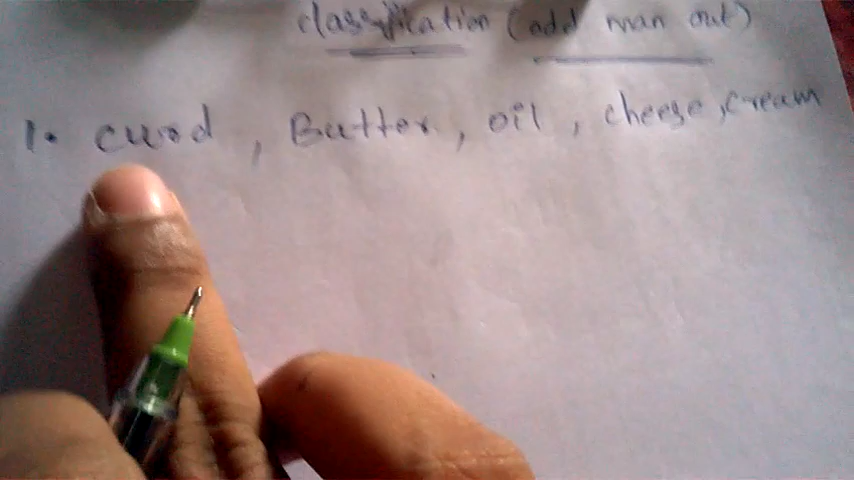 classification (odd man out)
1. curd, Butter, oil, cheese, cream